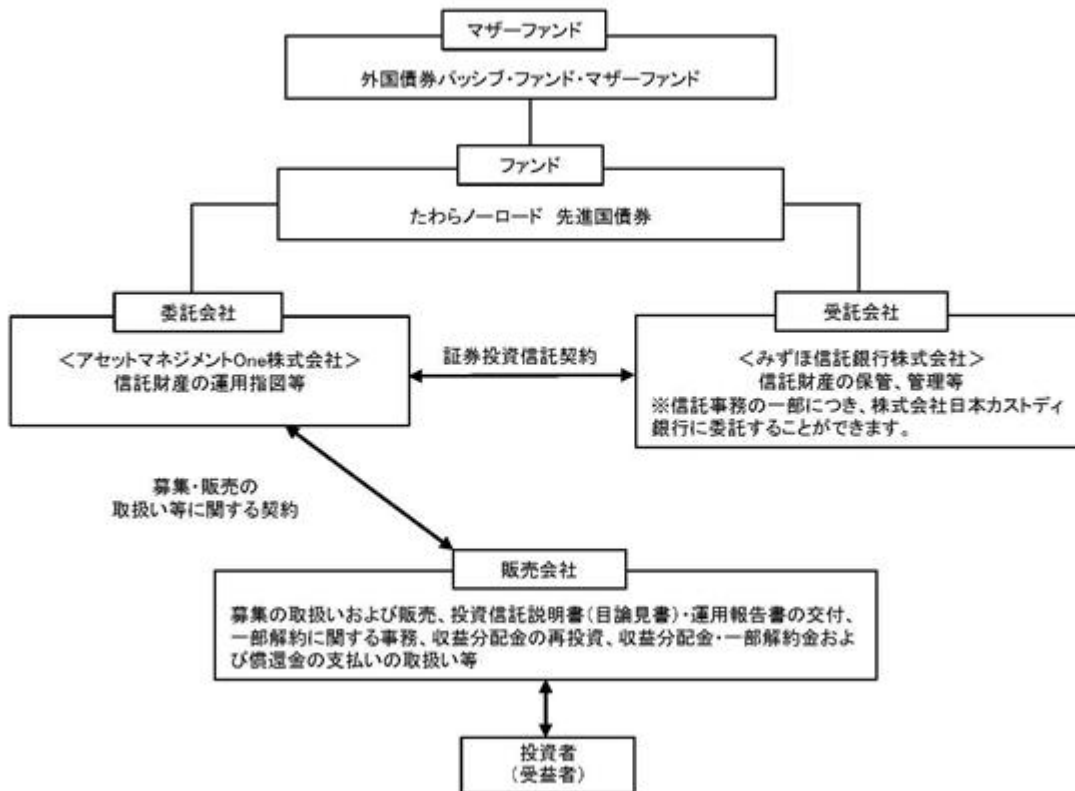 マザーファンド
外国債券パッシブ・ファンド・マザーファンド
ファンド
たわらノーロード 先進国債券
委託会社
<アセットマネジメントOne株式会社>
信託財産の運用指図等
証券投資信託契約
受託会社
<みずほ信託銀行株式会社>
信託財産の保管、管理等
※信託事務の一部につき、株式会社日本カストディ
銀行に委託することができます。
募集・販売の
取扱い等に関する契約
販売会社
募集の取扱いおよび販売、投資信託説明書(目論見書)・運用報告書の交付、
一部解約に関する事務、収益分配金の再投資、収益分配金・一部解約金およ
び償還金の支払いの取扱い等
投資者
(受益者)